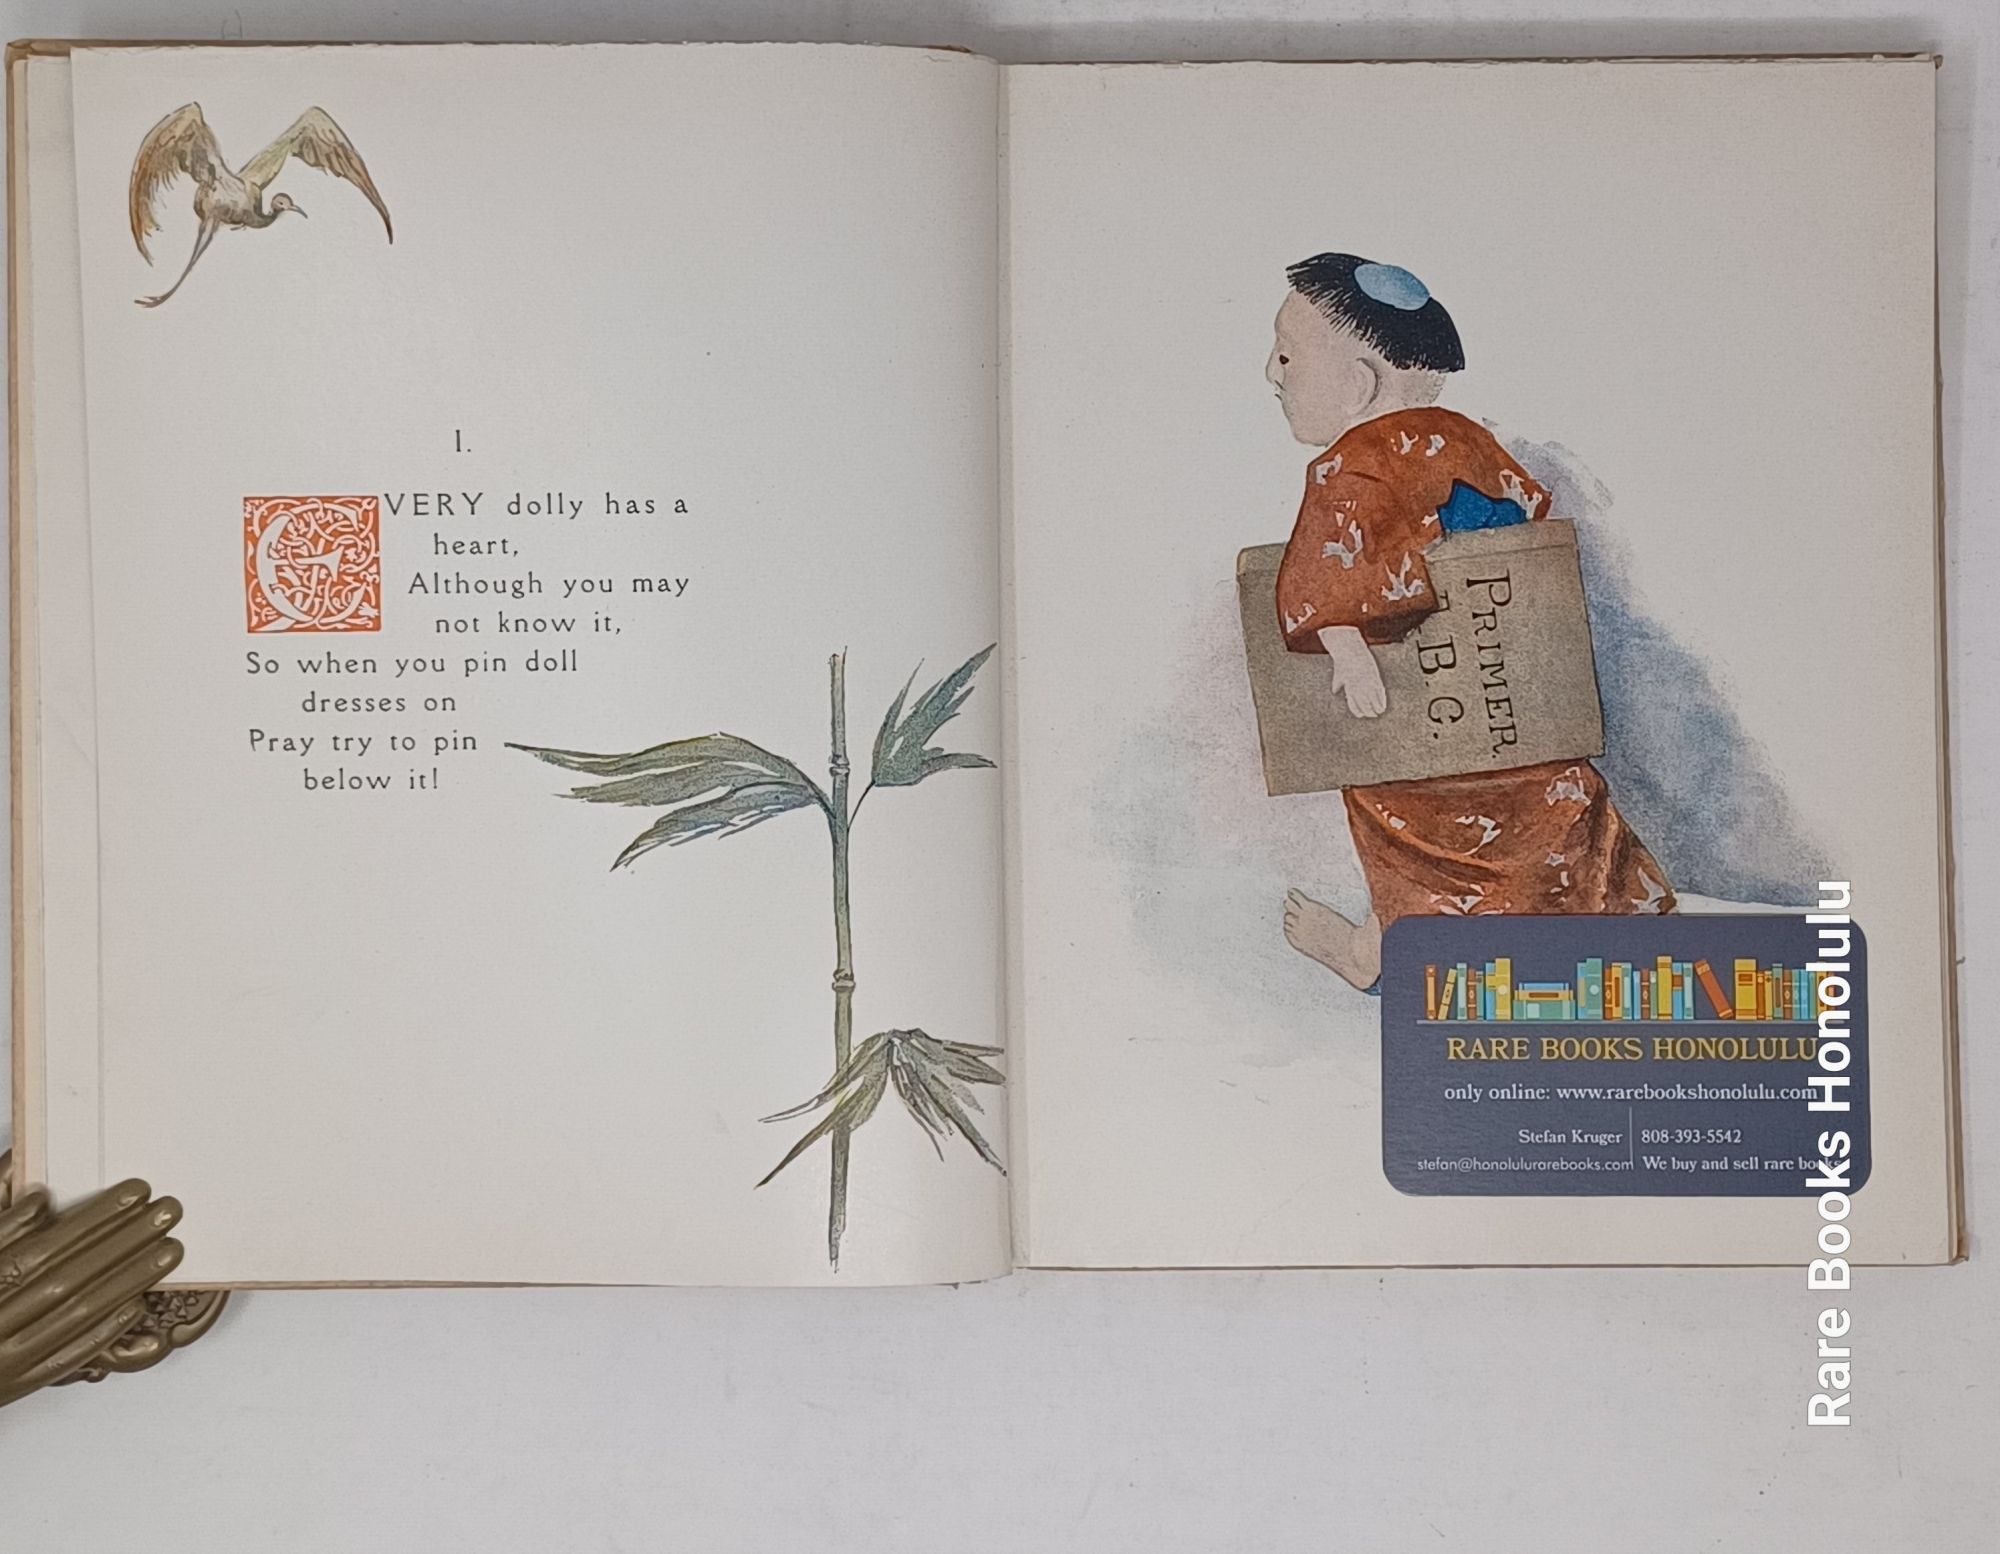 I.
EVERY dolly has a
heart,
Although you may
not know it,
So when you pin doll
dresses on
Pray try to pin
below it!
PRIMER.
A.B.C.
RARE BOOKS HONOLULU
only online: www.rarebookshonolulu.com
Stefan Kruger
808-393-5542
stefan@honolulurarebooks.com
We buy and sell rare books
Rare Books Honolulu